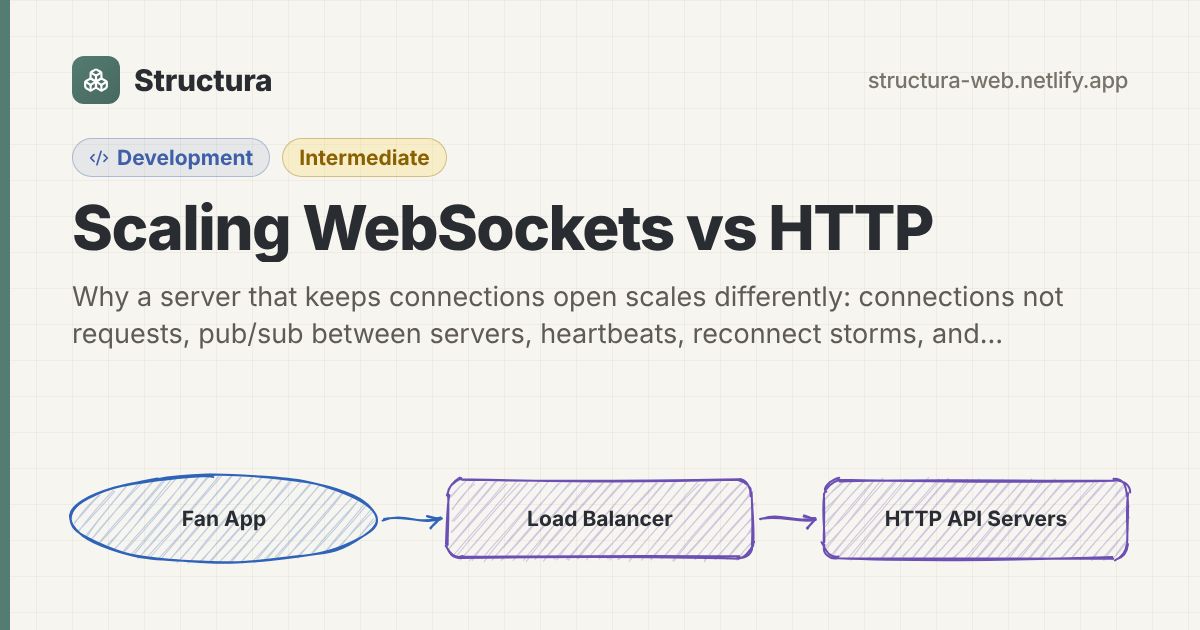 Structura
structura-web.netlify.app
Development
Intermediate
Scaling WebSockets vs HTTP
Why a server that keeps connections open scales differently: connections not
requests, pub/sub between servers, heartbeats, reconnect storms, and...
Fan App
Load Balancer
HTTP API Servers